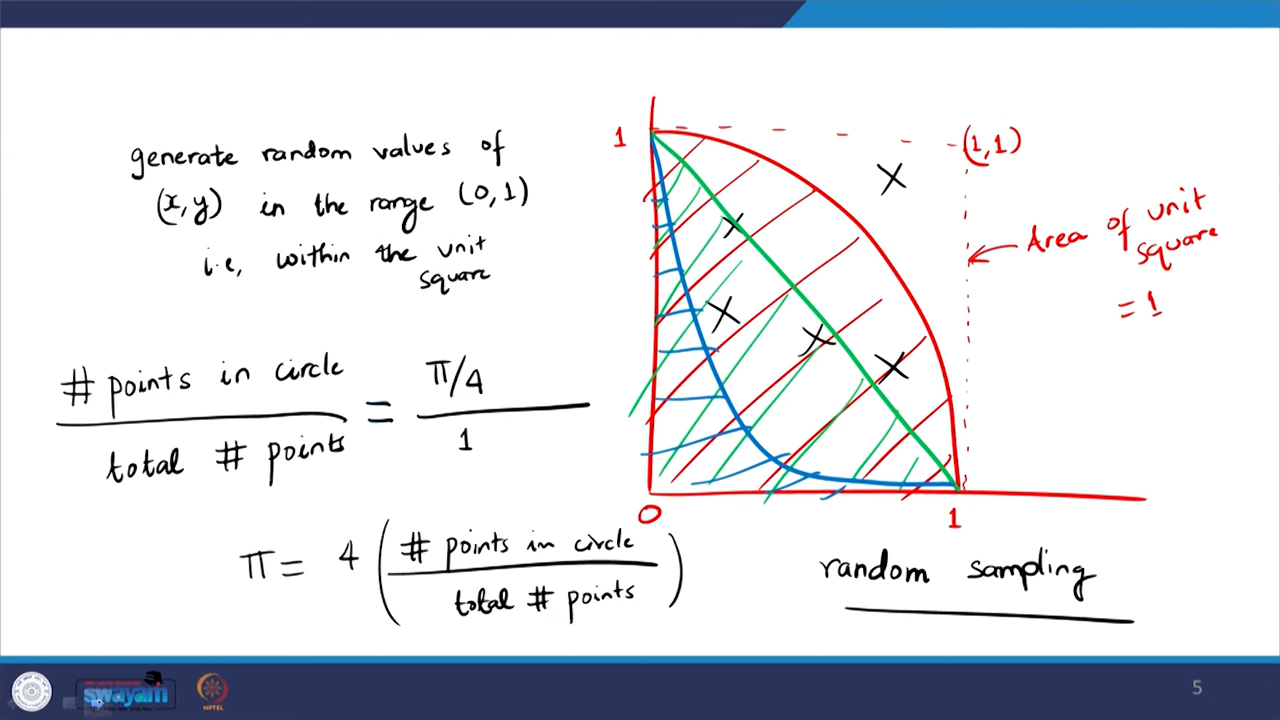 generate random values of
(x,y) in the range (0,1)
i.e, within the unit
square
# points in circle
total # points
=
π/4
1
π = 4 ( # points in circle
total # points )
1
(1,1)
Area of unit
square
= 1
0
1
random sampling
swayam
NPTEL
5